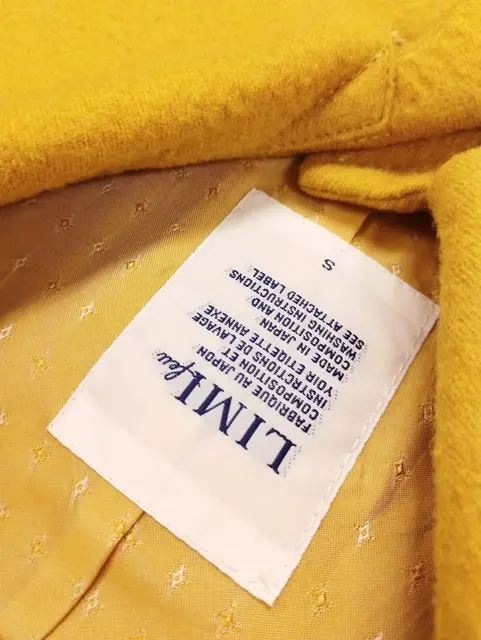 LIMI feu
FABRIQUE AU JAPON
COMPOSITION ET
INSTRCTIONS DE LAVAGE
VOIR ETIQUETTE ANNEXE
MADE IN JAPAN
COMPOSITION AND
WASHING INSTRUCTIONS
SEE ATTACHED LABEL
S